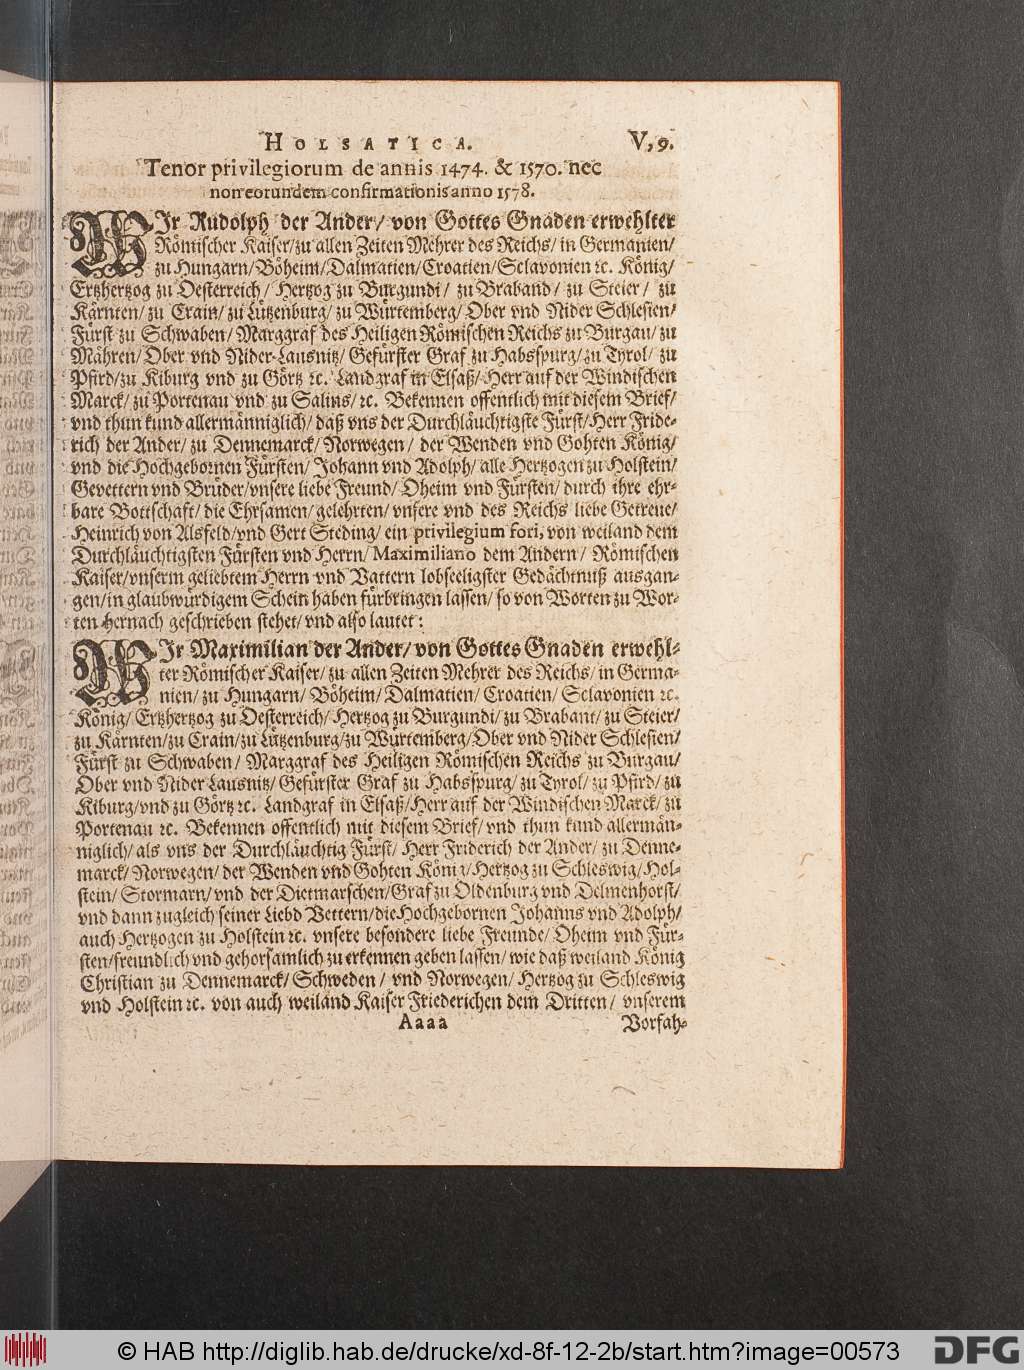 HOLSATICA. V, 9.
Tenor privilegiorum de annis 1474. & 1570. nec
non eorundem confirmationis anno 1578.
WIr Rudolph der Ander/ von Gottes Gnaden erwehlter
Römischer Kaiser/ zu allen Zeiten Mehrer des Reichs/ in Germanien/
zu Hungarn/ Böheim/ Dalmatien/ Croatien/ Sclavonien ꝛc. König/
Ertzhertzog zu Oesterreich/ Hertzog zu Burgundi/ zu Braband/ zu Steier/ zu
Kärnten/ zu Crain/ zu Lützenburg/ zu Würtemberg/ Ober vnd Nider Schlesien/
Fürst zu Schwaben/ Marggraf des Heiligen Römischen Reichs zu Burgau/ zu
Mähren/ Ober vnd Nider-Lausnitz/ Gefürster Graf zu Habsspurg/ zu Tyrol/ zu
Pfird/ zu Kiburg vnd zu Görtz ꝛc. Landgraf in Elsaß/ Herr auf der Windischen
Marck/ zu Portenau vnd zu Salins/ ꝛc. Bekennen offentlich mit diesem Brief/
vnd thun kund allermänniglich/ daß vns der Durchläuchtigste Fürst/ Herr Fride-
rich der Ander/ zu Dennemarck/ Norwegen/ der Wenden vnd Gohten König/
vnd die Hochgebornen Fürsten/ Johann vnd Adolph/ alle Hertzogen zu Holstein/
Gevettern vnd Brüder/ vnsere liebe Freund/ Oheim vnd Fürsten/ durch ihre ehr-
bare Bottschaft/ die Ehrsamen/ gelehrten/ vnsere vnd des Reichs liebe Getreue/
Heinrich von Alsfeld/ vnd Gert Steding/ ein privilegium fori, von weiland dem
Durchläuchtigsten Fürsten vnd Herrn/ Maximiliano dem Andern/ Römischen
Kaiser/ vnserm geliebtem Herrn vnd Vattern lobseeligster Gedächtnuß ausgan-
gen/ in glaubwürdigem Schein haben fürbringen lassen/ so von Worten zu Wor-
ten hernach geschrieben stehet/ vnd also lautet:
WIr Maximilian der Ander/ von Gottes Gnaden erwehl-
ter Römischer Kaiser/ zu allen Zeiten Mehrer des Reichs/ in Germa-
nien/ zu Hungarn/ Böheim/ Dalmatien/ Croatien/ Sclavonien ꝛc.
König/ Ertzhertzog zu Oesterreich/ Hertzog zu Burgundi/ zu Brabant/ zu Steier/
zu Kärnten/ zu Crain/ zu Lützenburg/ zu Würtemberg/ Ober vnd Nider Schlesien/
Fürst zu Schwaben/ Marggraf des Heiligen Römischen Reichs zu Burgau/
Ober vnd Nider Lausnitz/ Gefürster Graf zu Habsspurg/ zu Tyrol/ zu Pfird/ zu
Kiburg/ vnd zu Görtz ꝛc. Landgraf in Elsaß/ Herr auf der Windischen Marck/ zu
Portenau ꝛc. Bekennen offentlich mit diesem Brief/ vnd thun kund allermän-
niglich/ als vns der Durchläuchtig Fürst/ Herr Friderich der Ander/ zu Denne-
marck/ Norwegen/ der Wenden vnd Gohten König/ Hertzog zu Schleswig/ Hol-
stein/ Stormarn/ vnd der Dietmarschen/ Graf zu Oldenburg vnd Delmenhorst/
vnd dann zugleich seiner Liebd Vettern/ die Hochgebornen Johanns vnd Adolph/
auch Hertzogen zu Holstein ꝛc. vnsere besondere liebe Freunde/ Oheim vnd Für-
sten/ freundlich vnd gehorsamlich zu erkennen geben lassen/ wie daß weiland König
Christian zu Dennemarck/ Schweden/ vnd Norwegen/ Hertzog zu Schleswig
vnd Holstein ꝛc. von auch weiland Kaiser Friederichen dem Dritten/ vnserem
Aaaa Vorfah-
© HAB http://diglib.hab.de/drucke/xd-8f-12-2b/start.htm?image=00573
DFG